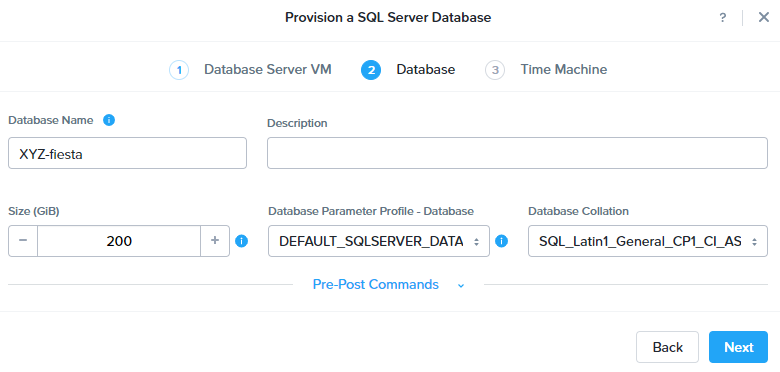 Provision a SQL Server Database
?
1 Database Server VM 2 Database 3 Time Machine
Database Name
Description
XYZ-fiesta
Size (GiB) Database Parameter Profile - Database Database Collation
− 200 + DEFAULT_SQLSERVER_DATA SQL_Latin1_General_CP1_CI_AS
Pre-Post Commands
Back Next